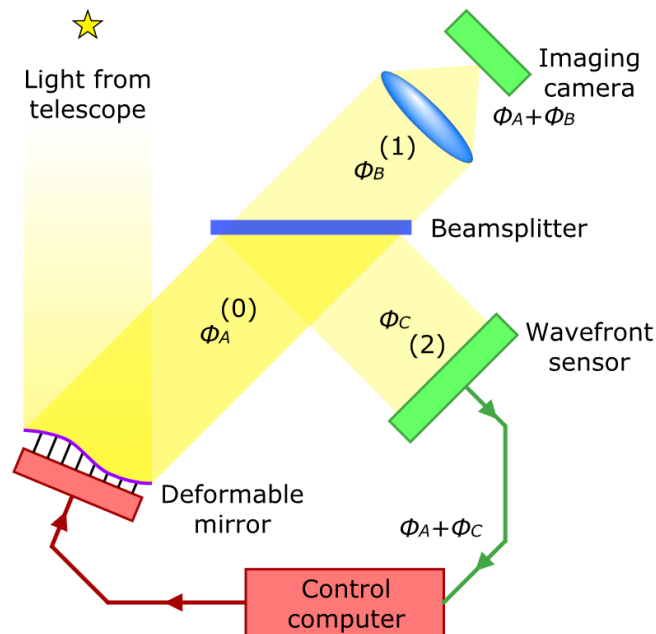 Light from
telescope
Imaging
camera
ϕA+ϕB
(1)
ϕB
Beamsplitter
(0)
ϕA
ϕC
(2)
Wavefront
sensor
Deformable
mirror
ϕA+ϕC
Control
computer